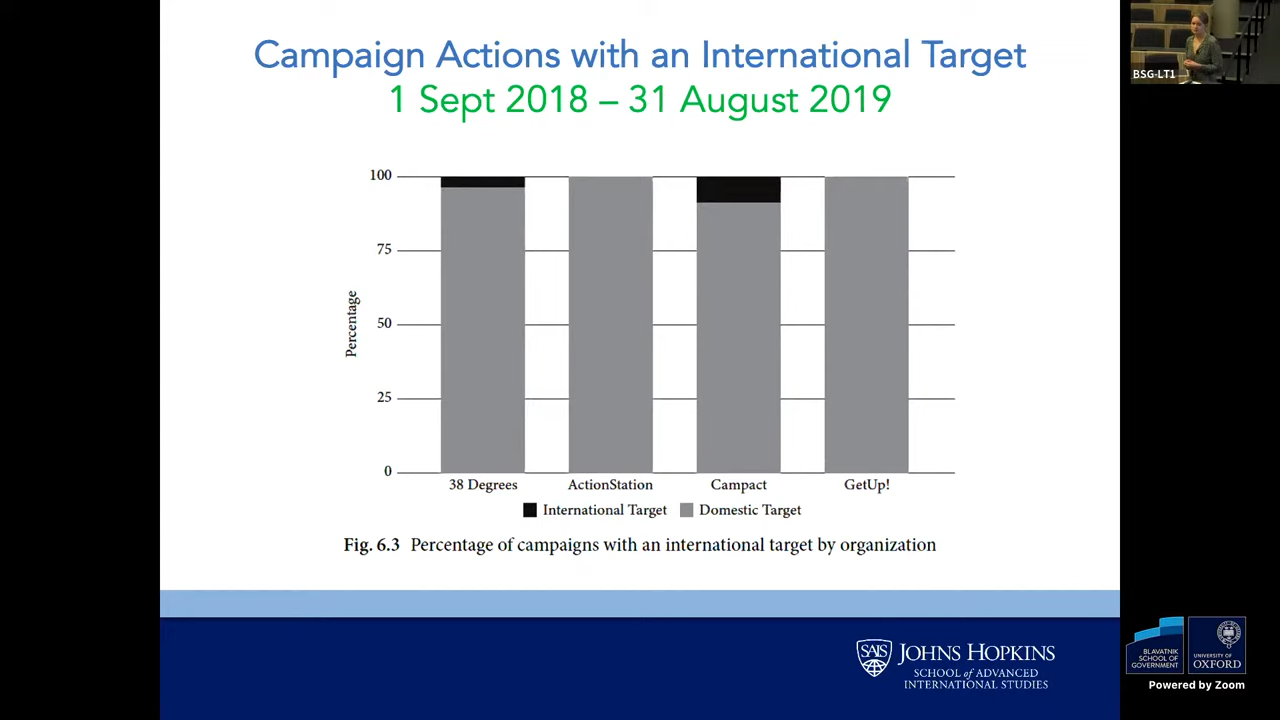 Campaign Actions with an International Target
1 Sept 2018 – 31 August 2019
BSG-LT1
100
75
50
25
0
Percentage
38 Degrees
ActionStation
Campact
GetUp!
International Target
Domestic Target
Fig. 6.3 Percentage of campaigns with an international target by organization
SAIS
JOHNS HOPKINS
SCHOOL of ADVANCED
INTERNATIONAL STUDIES
BLAVATNIK
SCHOOL OF
GOVERNMENT
UNIVERSITY OF
OXFORD
Powered by Zoom